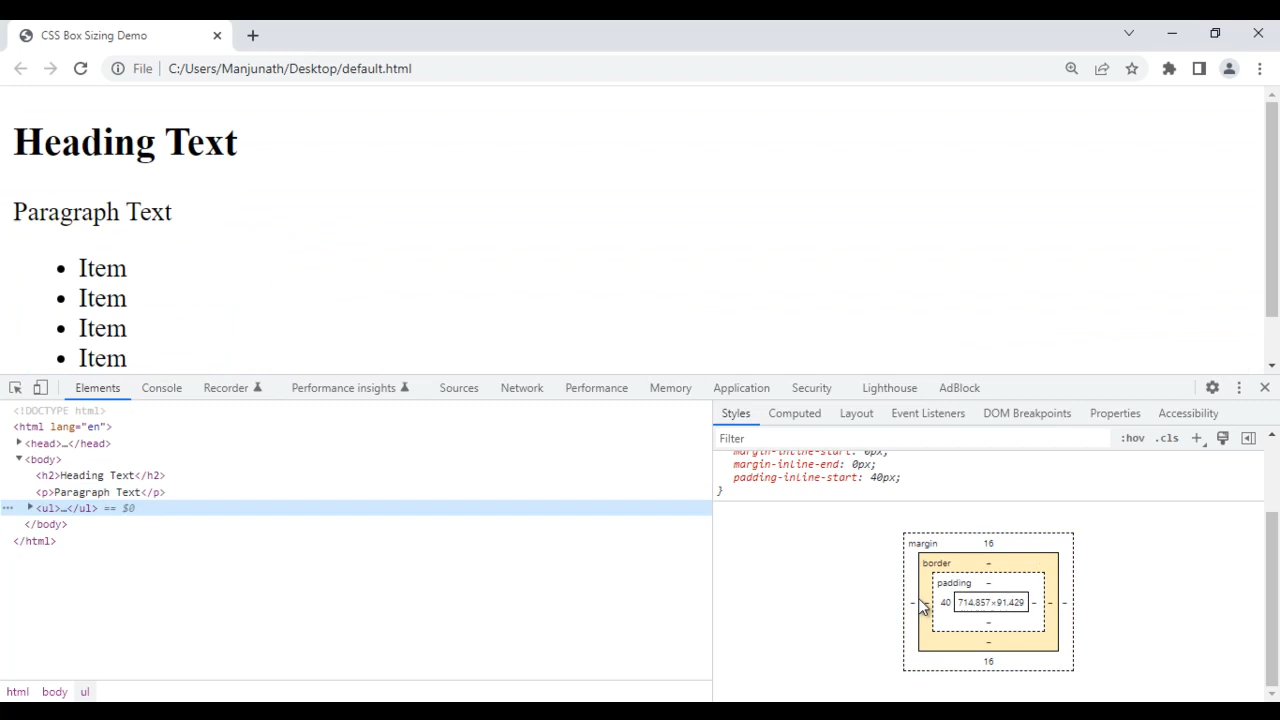 CSS Box Sizing Demo
File
C:/Users/Manjunath/Desktop/default.html
Heading Text
Paragraph Text
• Item
• Item
• Item
• Item
Elements Console Recorder Performance insights Sources Network Performance Memory Application Security Lighthouse AdBlock
<!DOCTYPE html>
<html lang="en">
<head>…</head>
<body>
<h2>Heading Text</h2>
<p>Paragraph Text</p>
<ul>…</ul> == $0
</body>
</html>
html body ul
Styles Computed Layout Event Listeners DOM Breakpoints Properties Accessibility
Filter
:hov .cls
margin-inline-start: 0px;
margin-inline-end: 0px;
padding-inline-start: 40px;
}
margin 16
border –
padding –
– – 40 714.857×91.429 – – –
–
–
16